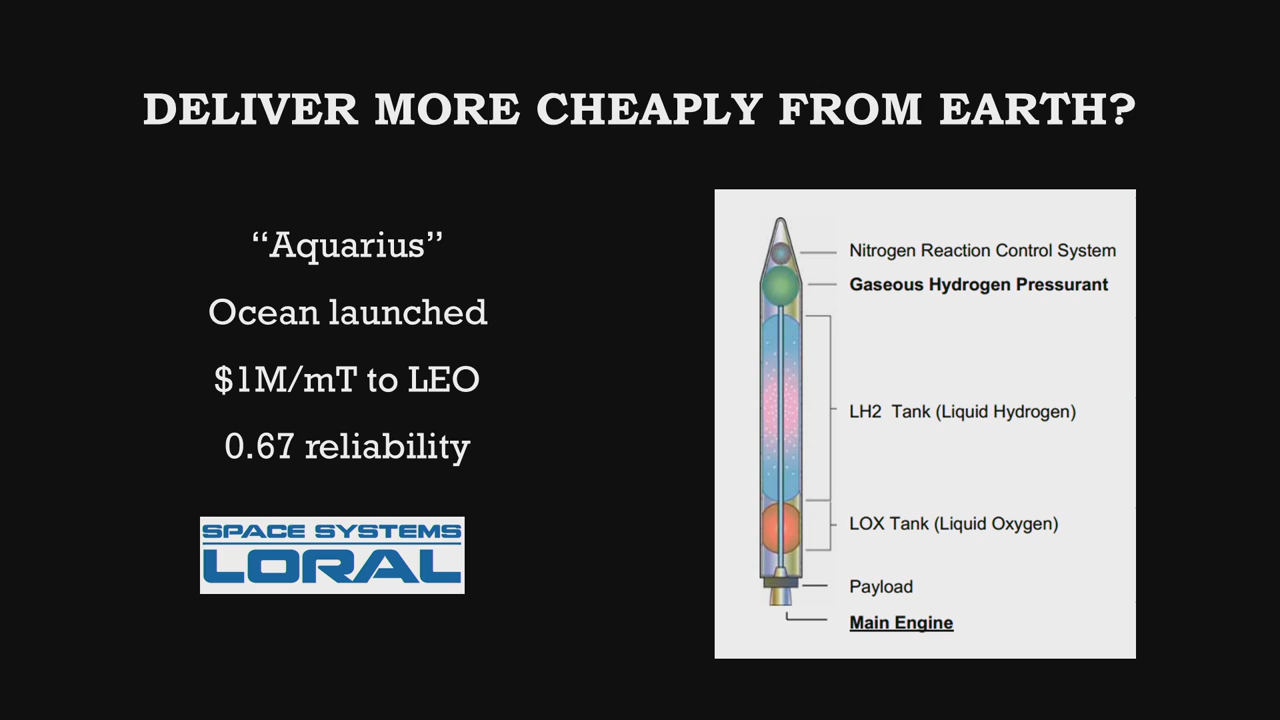 DELIVER MORE CHEAPLY FROM EARTH?
“Aquarius”
Ocean launched
$1M/mT to LEO
0.67 reliability
SPACE SYSTEMS
LORAL
Nitrogen Reaction Control System
Gaseous Hydrogen Pressurant
LH2 Tank (Liquid Hydrogen)
LOX Tank (Liquid Oxygen)
Payload
Main Engine